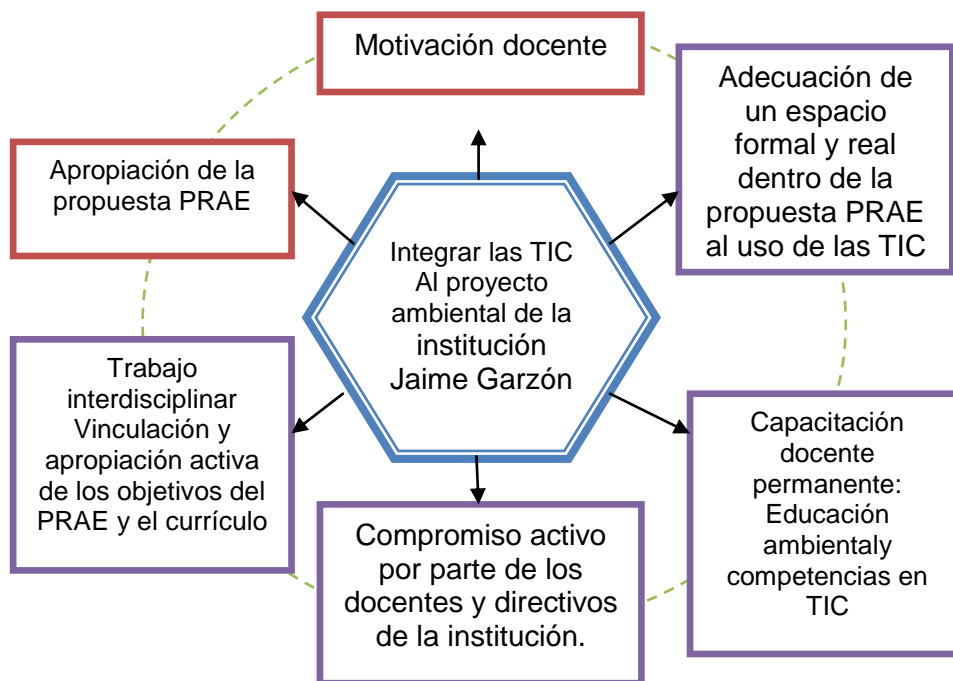 Motivación docente
Adecuación de
un espacio
formal y real
dentro de la
propuesta PRAE
al uso de las TIC
Apropiación de la
propuesta PRAE
Integrar las TIC
Al proyecto
ambiental de la
institución
Jaime Garzón
Trabajo
interdisciplinar
Vinculación y
apropiación activa
de los objetivos del
PRAE y el currículo
Compromiso activo
por parte de los
docentes y directivos
de la institución.
Capacitación
docente
permanente:
Educación
ambientaly
competencias en
TIC